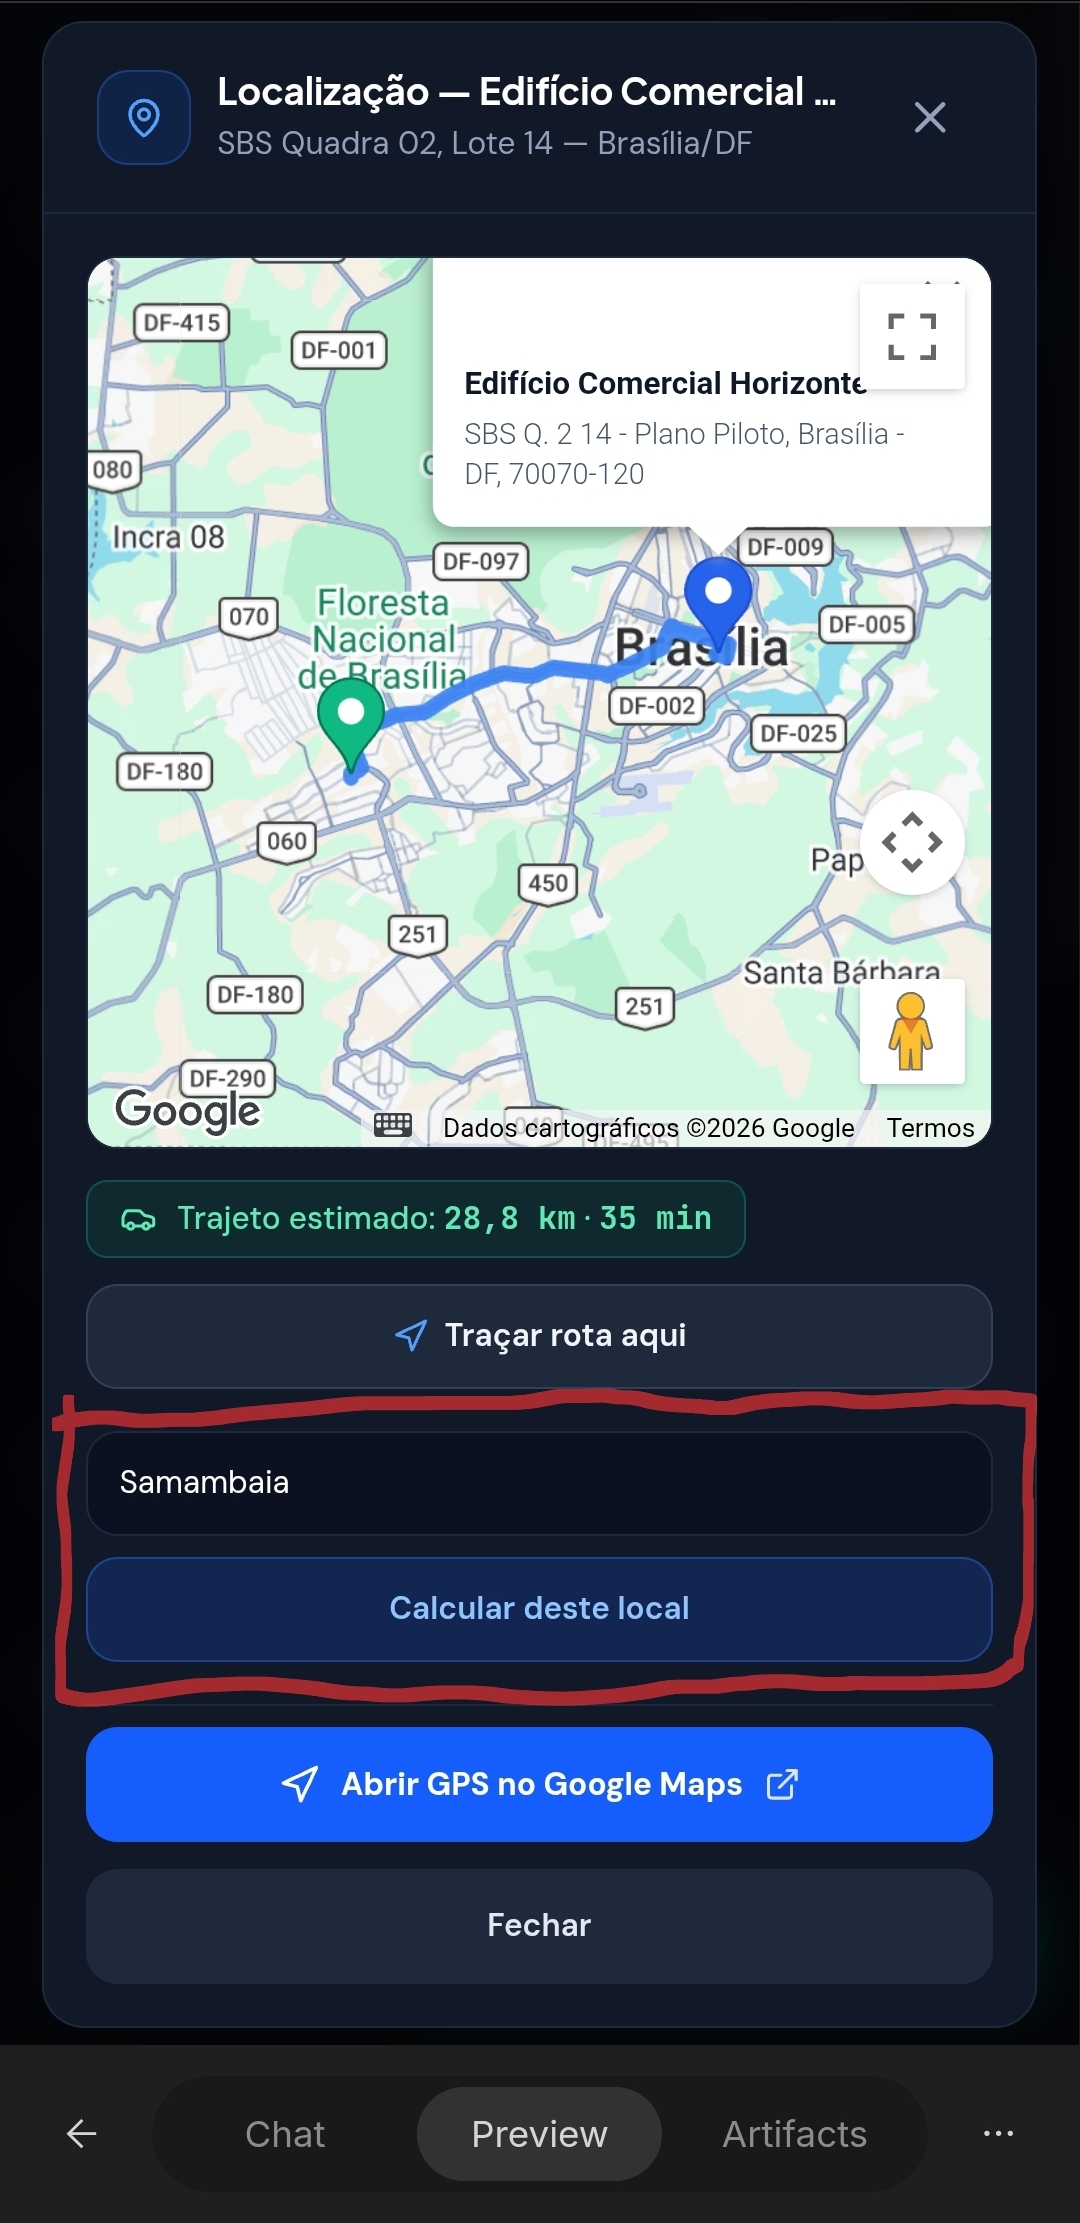 Localização — Edifício Comercial ...
SBS Quadra 02, Lote 14 — Brasília/DF
DF-415
DF-001
Edifício Comercial Horizonte
SBS Q. 2 14 - Plano Piloto, Brasília -
DF, 70070-120
080
Incra 08
DF-097
DF-009
070
Floresta
Nacional
de Brasília
DF-005
Brasília
DF-002
DF-025
DF-180
060
Pap
450
251
Santa Bárbara
DF-180
251
DF-290
Google
Dados cartográficos ©2026 Google
Termos
Trajeto estimado: 28,8 km · 35 min
Traçar rota aqui
Samambaia
Calcular deste local
Abrir GPS no Google Maps
Fechar
Chat
Preview
Artifacts